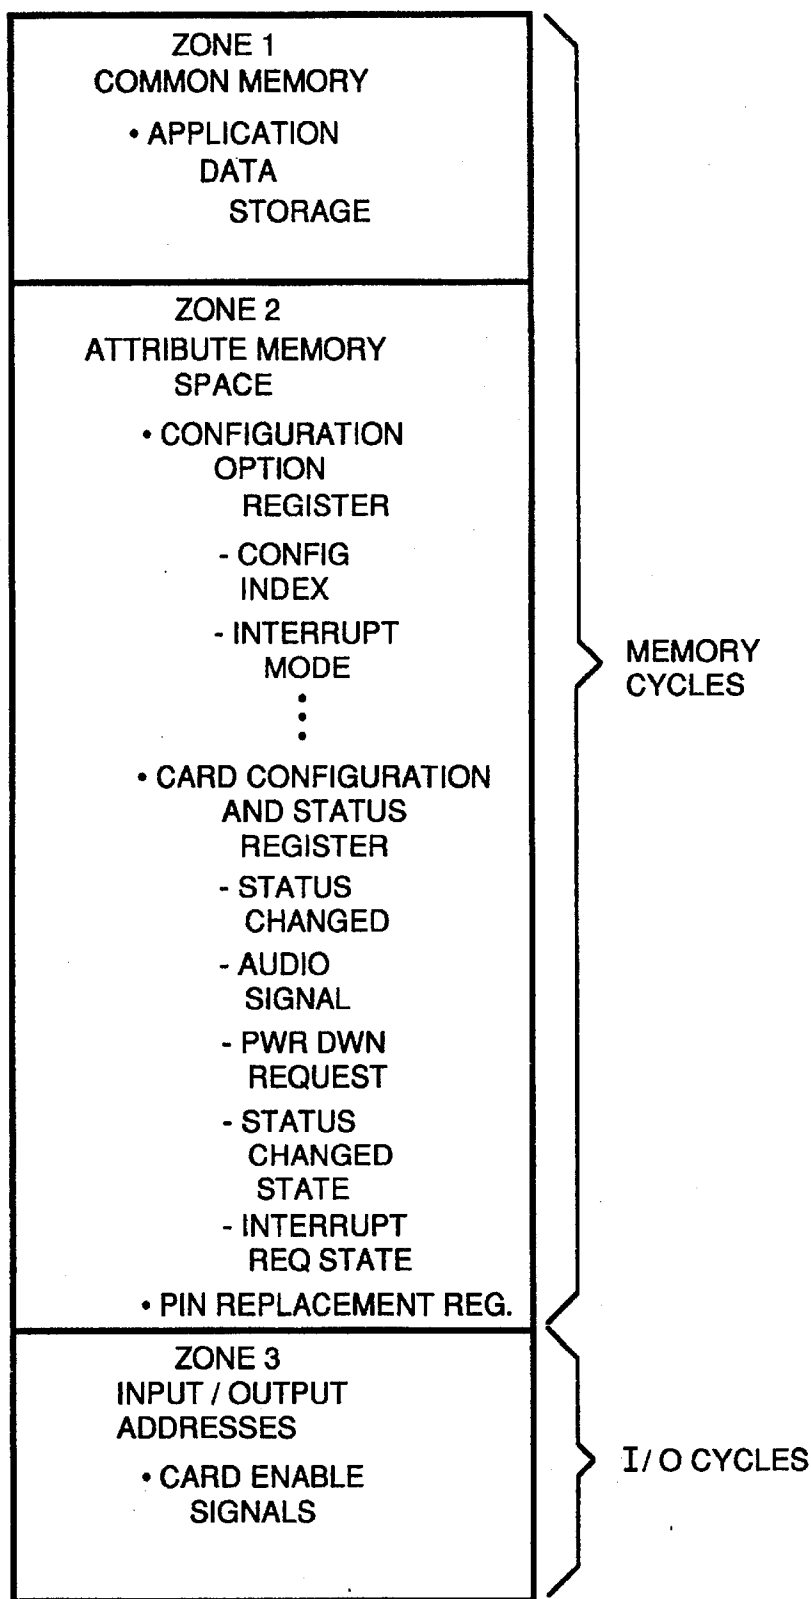 ZONE 1
COMMON MEMORY
• APPLICATION
DATA
STORAGE
ZONE 2
ATTRIBUTE MEMORY
SPACE
• CONFIGURATION
OPTION
REGISTER
- CONFIG
INDEX
- INTERRUPT
MODE
• CARD CONFIGURATION
AND STATUS
REGISTER
- STATUS
CHANGED
- AUDIO
SIGNAL
- PWR DWN
REQUEST
- STATUS
CHANGED
STATE
- INTERRUPT
REQ STATE
• PIN REPLACEMENT REG.
MEMORY
CYCLES
ZONE 3
INPUT / OUTPUT
ADDRESSES
• CARD ENABLE
SIGNALS
I/O CYCLES